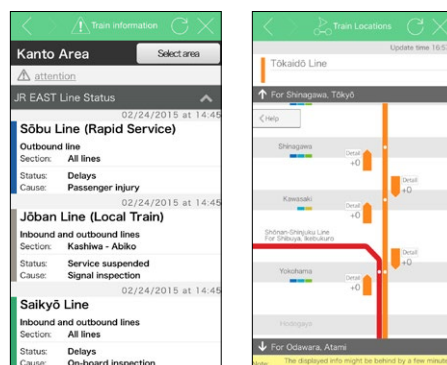 Train information
Kanto Area
Select area
attention
JR EAST Line Status
02/24/2015 at 14:45
Sōbu Line (Rapid Service)
Outbound line
Section: All lines
Status: Delays
Cause: Passenger injury
02/24/2015 at 14:45
Jōban Line (Local Train)
Inbound and outbound lines
Section: Kashiwa - Abiko
Status: Service suspended
Cause: Signal inspection
02/24/2015 at 14:45
Saikyō Line
Inbound and outbound lines
Section: All lines
Status: Delays
Cause: On-board inspection
Train Locations
Update time 16:53
Tōkaidō Line
For Shinagawa, Tōkyō
Help
Shinagawa
Detail
+0
Detail
+0
Kawasaki
Detail
+0
Shōnan-Shinjuku Line
For Shibuya, Ikebukuro
Detail
+0
Yokohama
Detail
+0
For Odawara, Atami
The displayed info might be behind by a few minute